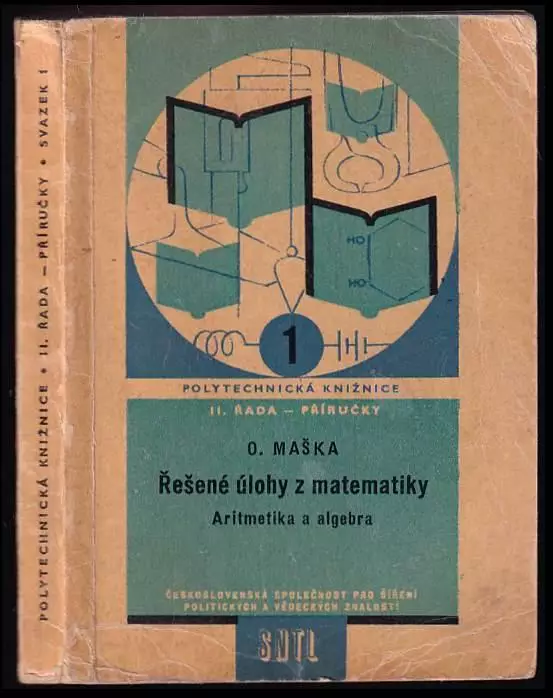 POLYTECHNICKÁ KNIŽNICE • II. ŘADA — PŘÍRUČKY • SVAZEK 1
HO
HO
1
POLYTECHNICKÁ KNIŽNICE
II. ŘADA — PŘÍRUČKY
O. MAŠKA
Řešené úlohy z matematiky
Aritmetika a algebra
ČESKOSLOVENSKÁ SPOLEČNOST PRO ŠÍŘENÍ
POLITICKÝCH A VĚDECKÝCH ZNALOSTÍ
SNTL